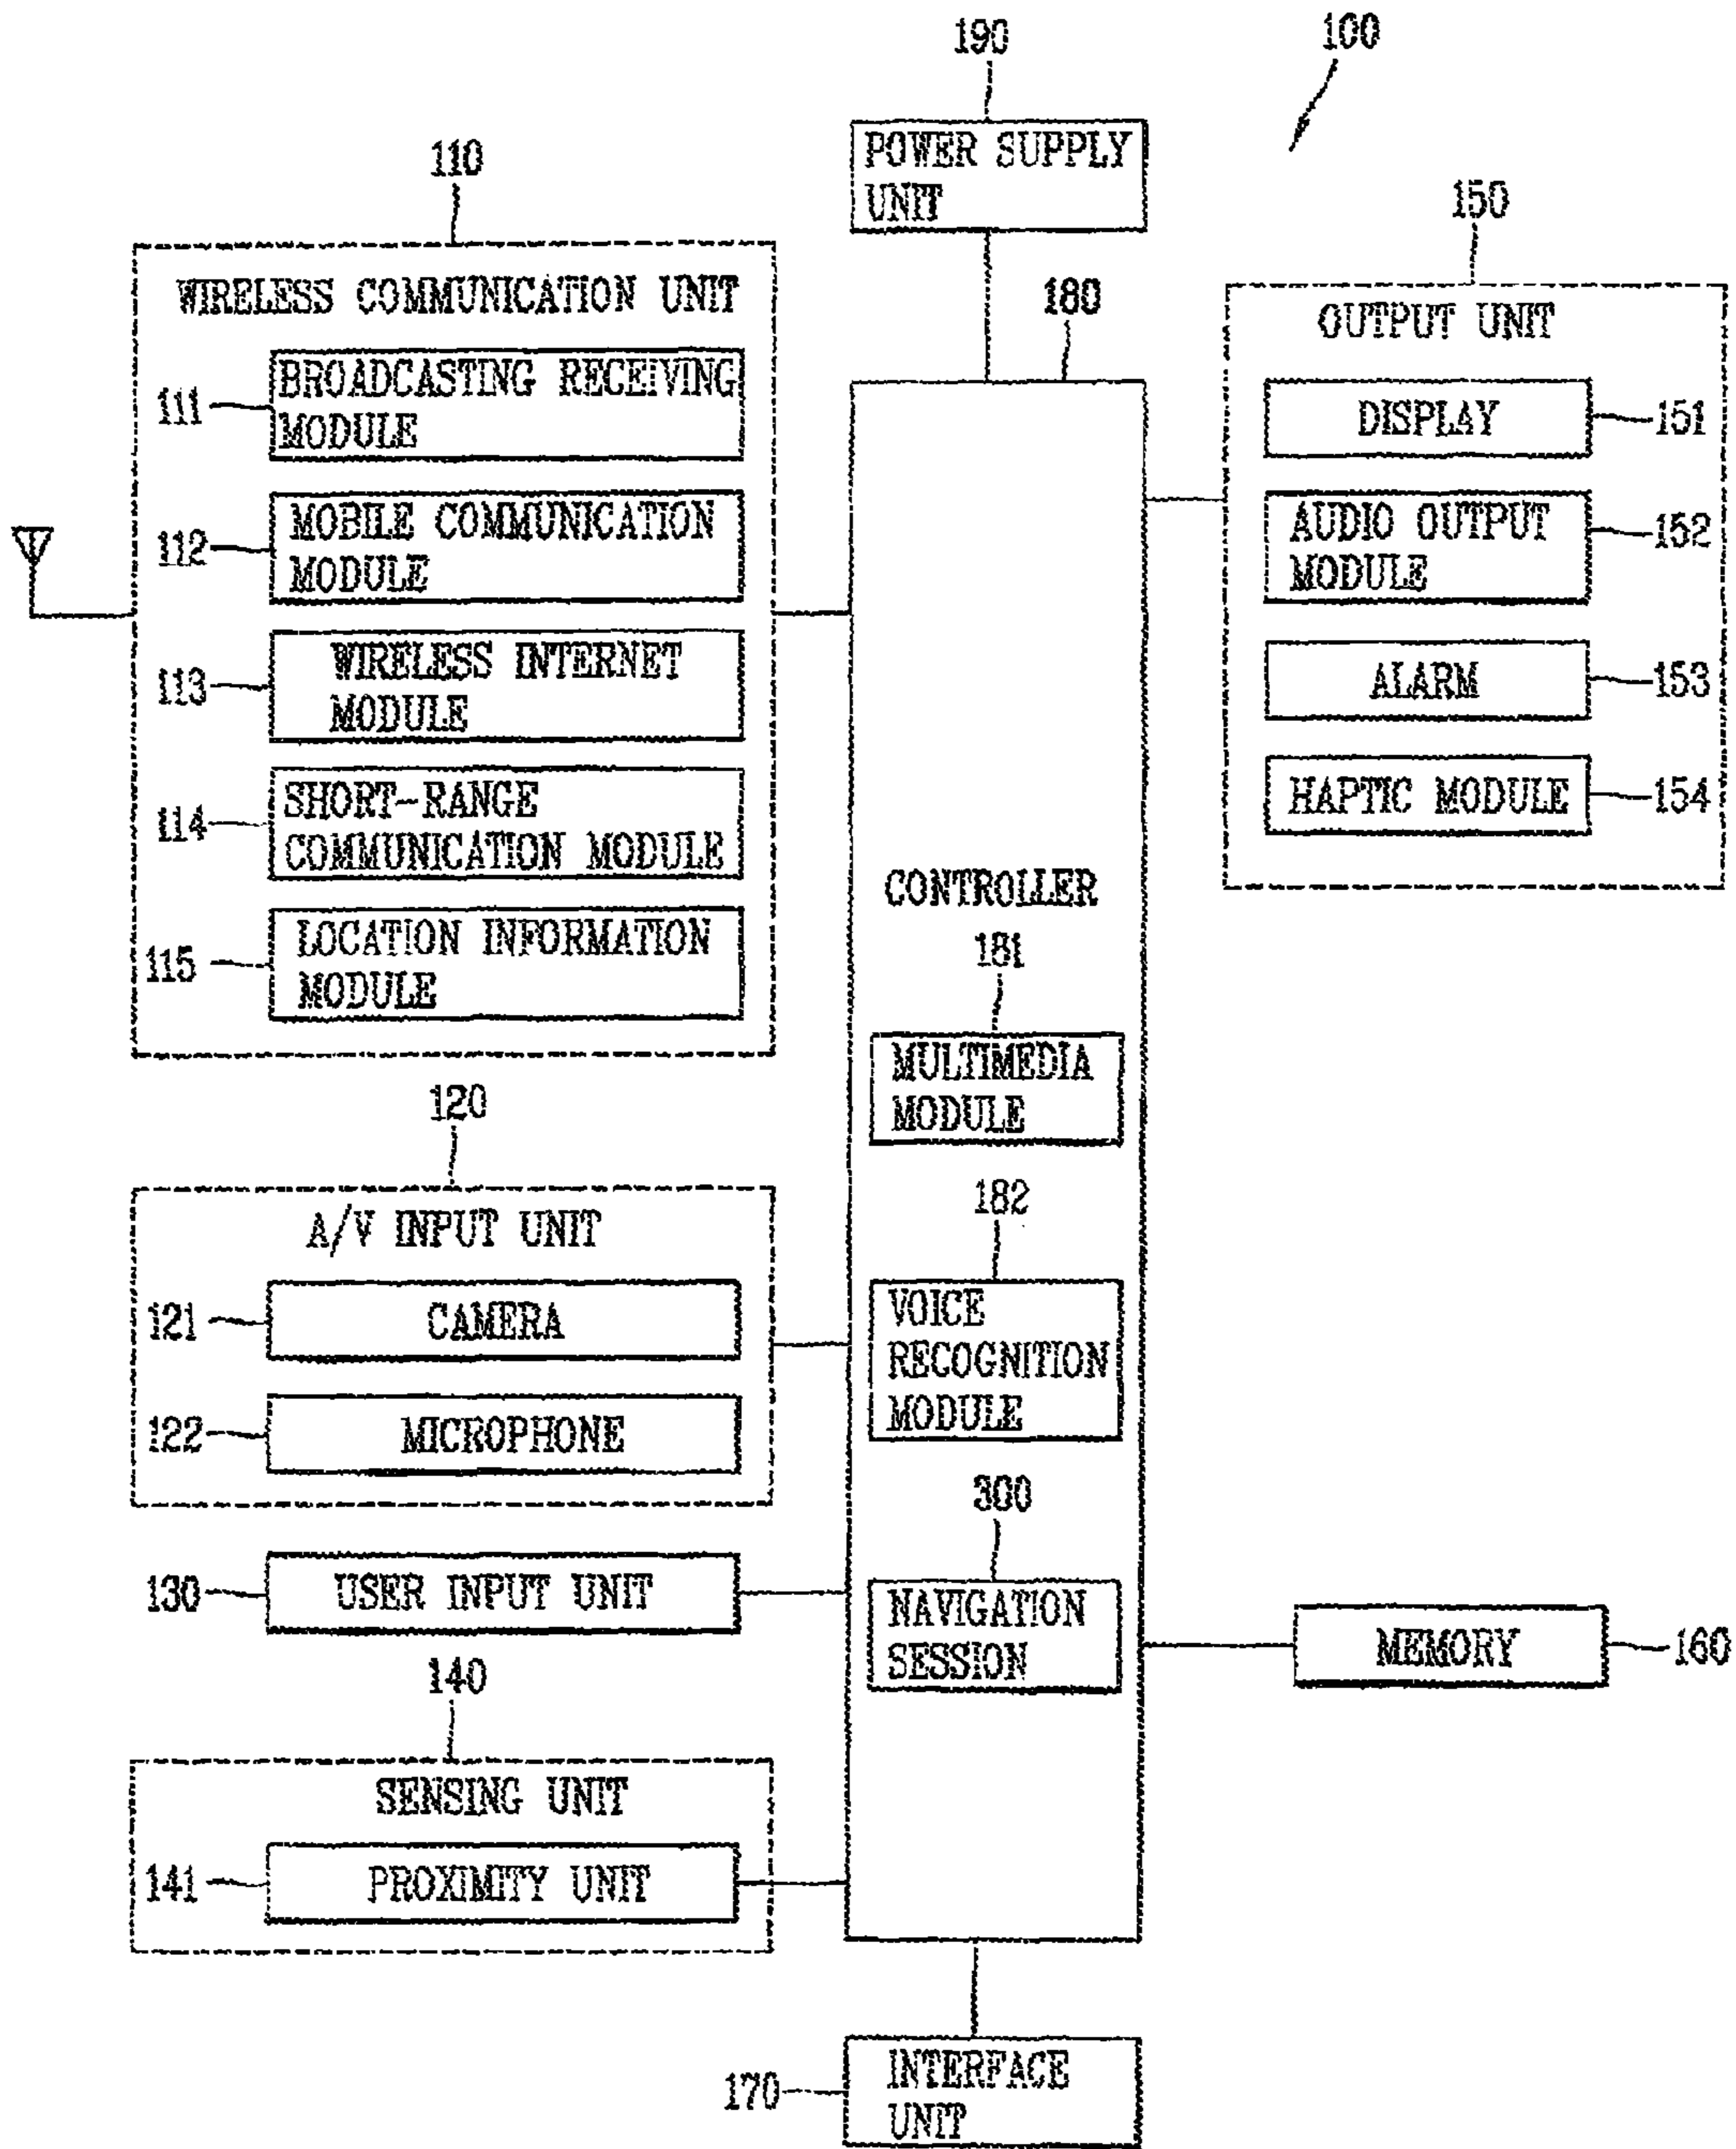 100
190
POWER SUPPLY
UNIT
110
WIRELESS COMMUNICATION UNIT
111
BROADCASTING RECEIVING
MODULE
112
MOBILE COMMUNICATION
MODULE
113
WIRELESS INTERNET
MODULE
114
SHORT-RANGE
COMMUNICATION MODULE
115
LOCATION INFORMATION
MODULE
120
A/V INPUT UNIT
121
CAMERA
122
MICROPHONE
130
USER INPUT UNIT
140
SENSING UNIT
141
PROXIMITY UNIT
180
CONTROLLER
181
MULTIMEDIA
MODULE
182
VOICE
RECOGNITION
MODULE
300
NAVIGATION
SESSION
150
OUTPUT UNIT
DISPLAY
151
AUDIO OUTPUT
MODULE
152
ALARM
153
HAPTIC MODULE
154
MEMORY
160
170
INTERFACE
UNIT